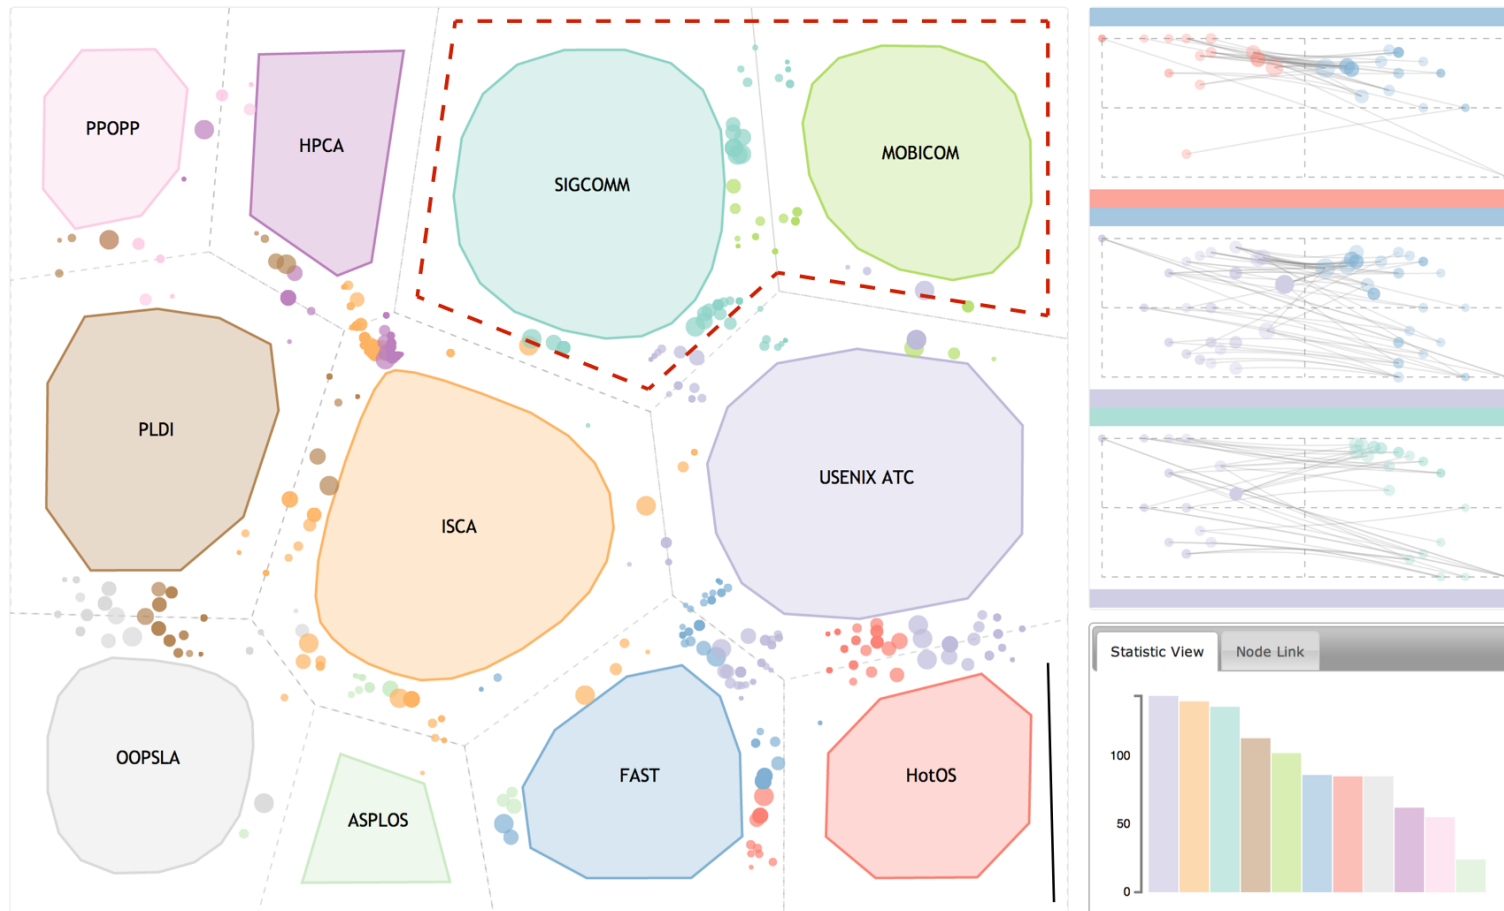 PPOPP
HPCA
SIGCOMM
MOBICOM
PLDI
ISCA
USENIX ATC
OOPSLA
ASPLOS
FAST
HotOS
Statistic View
Node Link
100
50
0